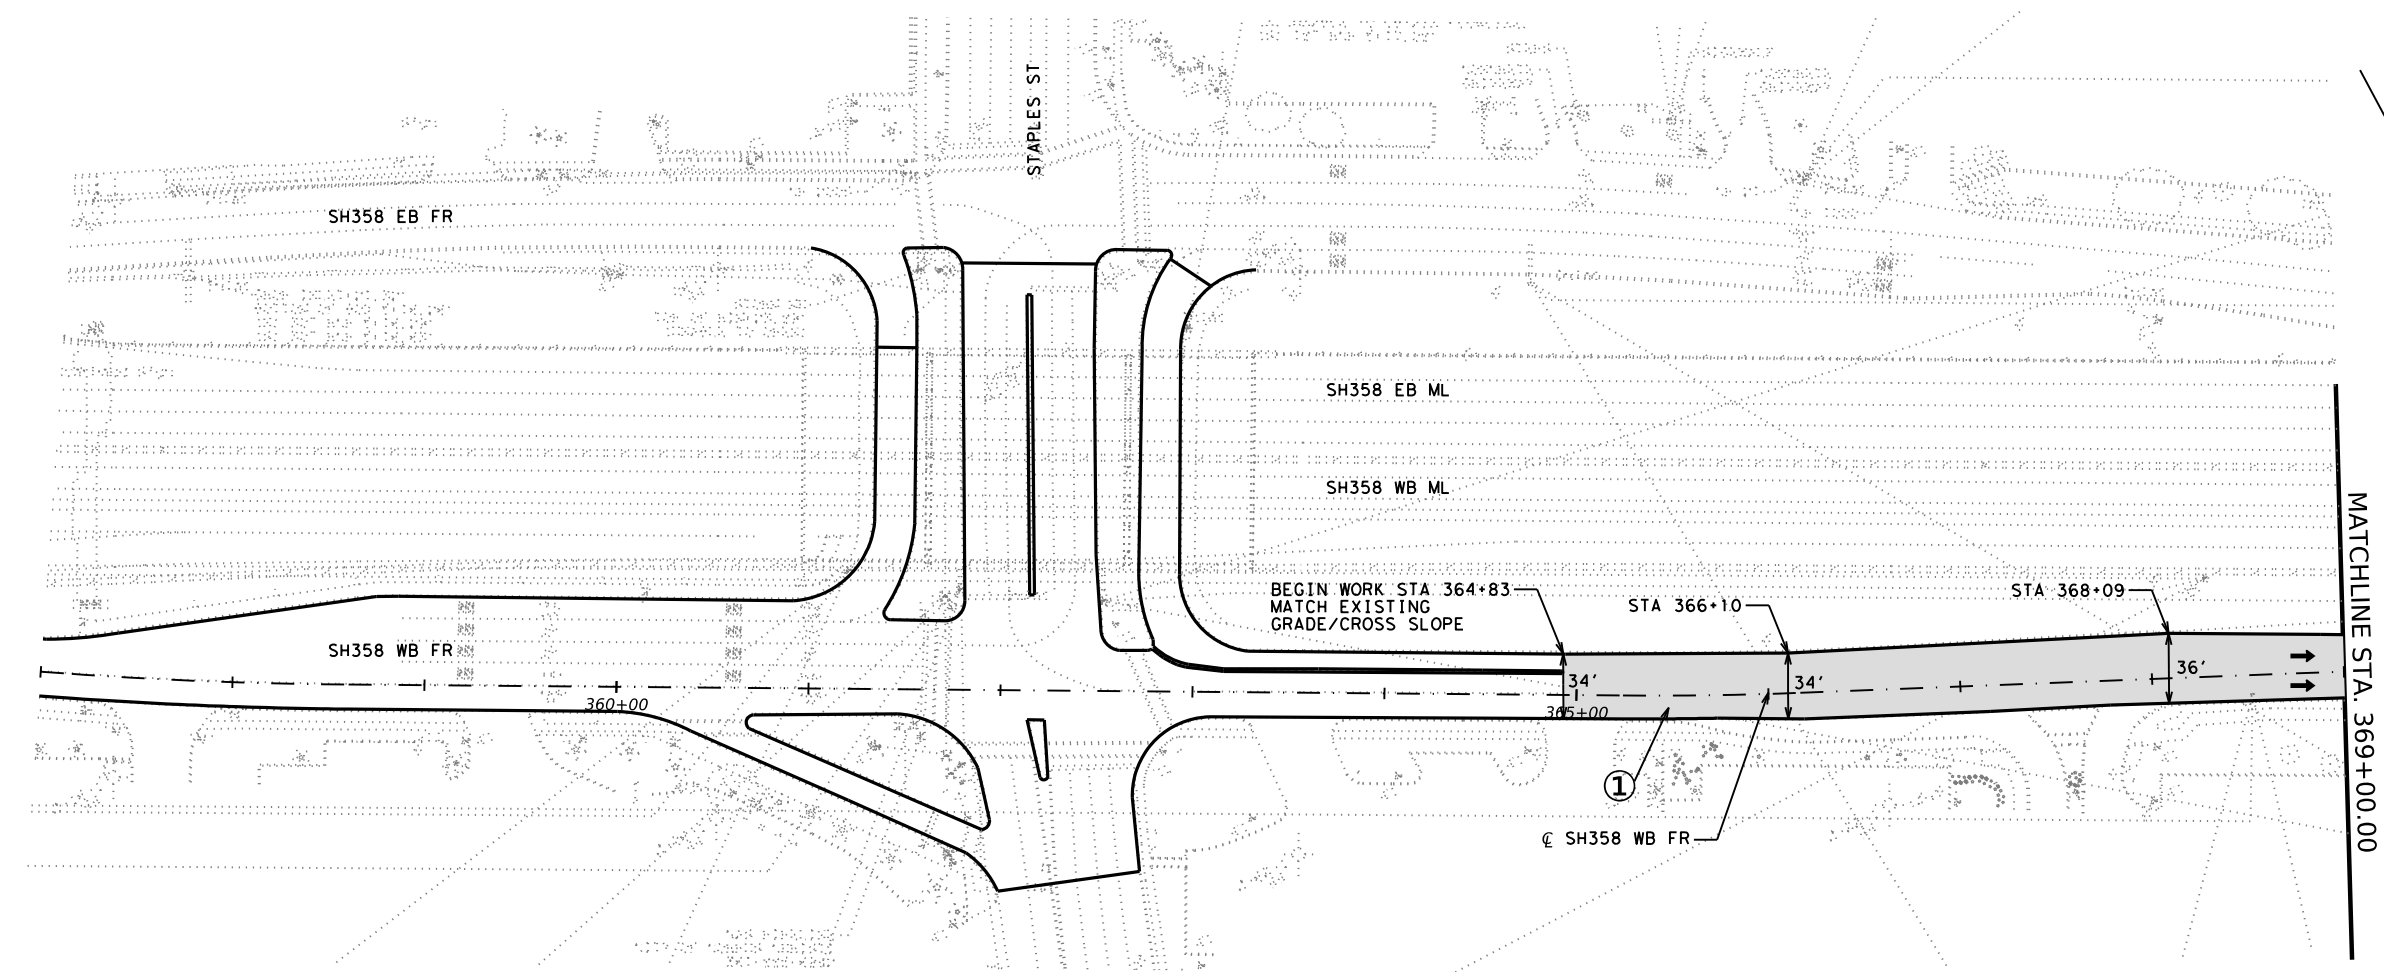 STAPLES ST
SH358 EB FR
SH358 EB ML
SH358 WB ML
BEGIN WORK STA 364+83
MATCH EXISTING
GRADE/CROSS SLOPE
STA 366+10
STA 368+09
SH358 WB FR
34'
34'
36'
360+00
365+00
1
℄ SH358 WB FR
MATCHLINE STA. 369+00.00